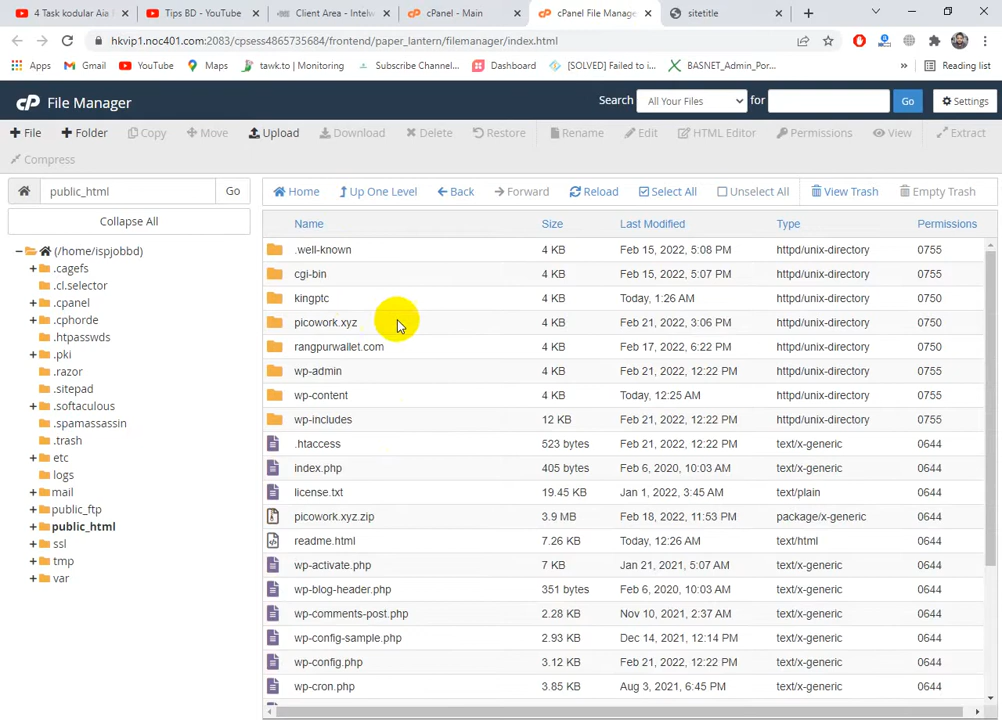 4 Task kodular Aia
Tips BD - YouTube
Client Area - Intelw
cPanel - Main
cPanel File Manage
sitetitle
hkvip1.noc401.com:2083/cpsess4865735684/frontend/paper_lantern/filemanager/index.html
Apps Gmail YouTube Maps tawk.to | Monitoring Subscribe Channel... Dashboard [SOLVED] Failed to i... BASNET_Admin_Por... » Reading list
cP File Manager
Search All Your Files for Go Settings
File Folder Copy Move Upload Download Delete Restore Rename Edit HTML Editor Permissions View Extract
Compress
public_html Go
Home Up One Level Back Forward Reload Select All Unselect All View Trash Empty Trash
Collapse All
(/home/ispjobbd)
.cagefs
.cl.selector
.cpanel
.cphorde
.htpasswds
.pki
.razor
.sitepad
.softaculous
.spamassassin
.trash
etc
logs
mail
public_ftp
public_html
ssl
tmp
var
Name Size Last Modified Type Permissions
.well-known 4 KB Feb 15, 2022, 5:08 PM httpd/unix-directory 0755
cgi-bin 4 KB Feb 15, 2022, 5:07 PM httpd/unix-directory 0755
kingptc 4 KB Today, 1:26 AM httpd/unix-directory 0750
picowork.xyz 4 KB Feb 21, 2022, 3:06 PM httpd/unix-directory 0750
rangpurwallet.com 4 KB Feb 17, 2022, 6:22 PM httpd/unix-directory 0750
wp-admin 4 KB Feb 21, 2022, 12:22 PM httpd/unix-directory 0755
wp-content 4 KB Today, 12:25 AM httpd/unix-directory 0755
wp-includes 12 KB Feb 21, 2022, 12:22 PM httpd/unix-directory 0755
.htaccess 523 bytes Feb 21, 2022, 12:22 PM text/x-generic 0644
index.php 405 bytes Feb 6, 2020, 10:03 AM text/x-generic 0644
license.txt 19.45 KB Jan 1, 2022, 3:45 AM text/plain 0644
picowork.xyz.zip 3.9 MB Feb 18, 2022, 11:53 PM package/x-generic 0644
readme.html 7.26 KB Today, 12:26 AM text/html 0644
wp-activate.php 7 KB Jan 21, 2021, 5:07 AM text/x-generic 0644
wp-blog-header.php 351 bytes Feb 6, 2020, 10:03 AM text/x-generic 0644
wp-comments-post.php 2.28 KB Nov 10, 2021, 2:37 AM text/x-generic 0644
wp-config-sample.php 2.93 KB Dec 14, 2021, 12:14 PM text/x-generic 0644
wp-config.php 3.12 KB Feb 21, 2022, 12:22 PM text/x-generic 0644
wp-cron.php 3.85 KB Aug 3, 2021, 6:45 PM text/x-generic 0644